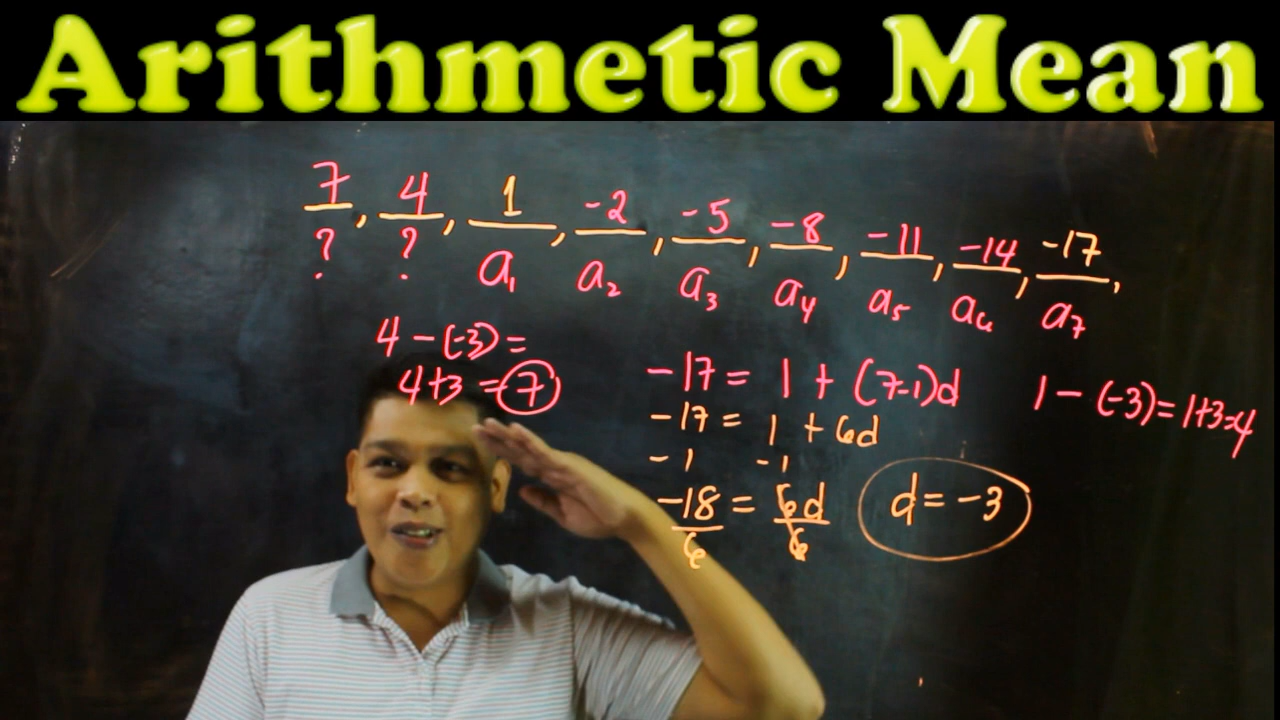 Arithmetic Mean
7, 4, 1, -2, -5, -8, -11, -14, -17,
? ? a₁ a₂ a₃ a₄ a₅ a₆ a₇
4 - (-3) =
4+3 = 7
-17 = 1 + (7-1)d
-17 = 1 + 6d
-1 -1
-18 = 6d
6 6
d = -3
1 - (-3) = 1+3=4